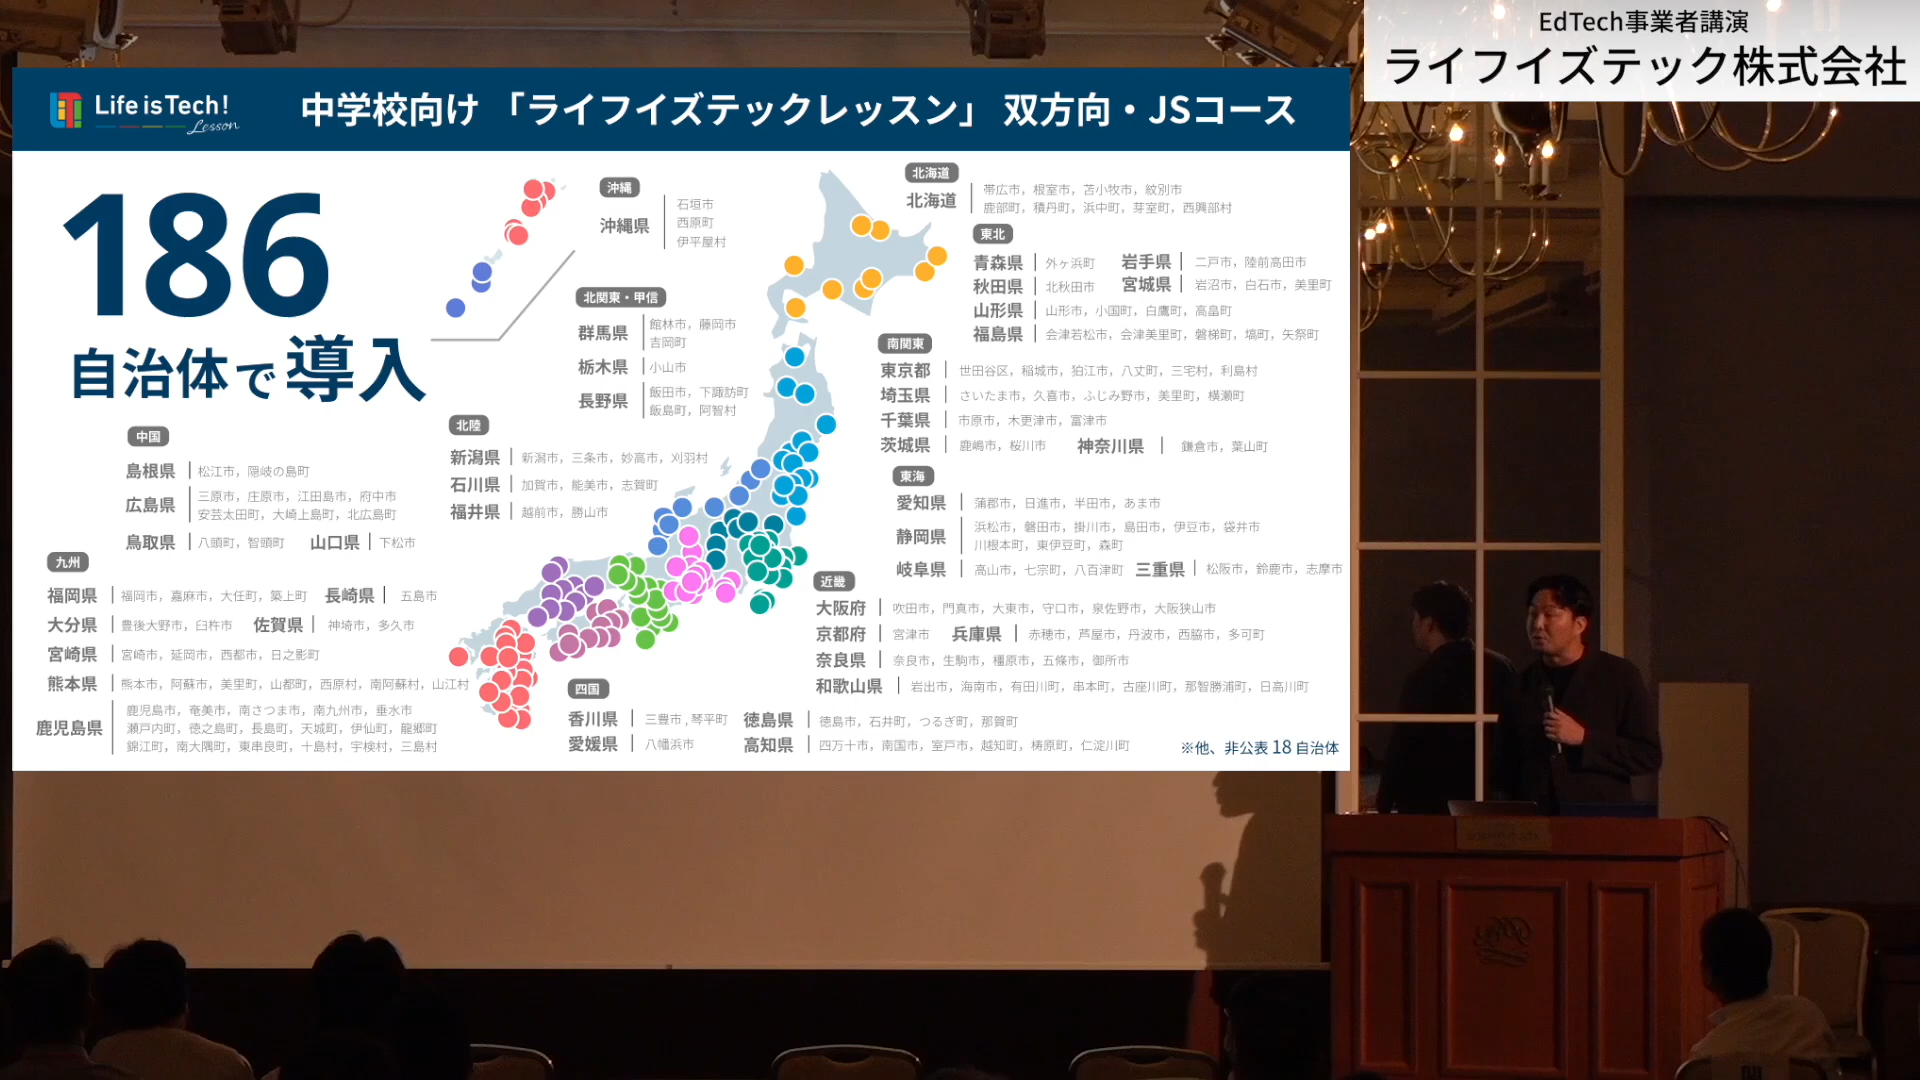 EdTech事業者講演
ライフイズテック株式会社
Life is Tech!
Lesson
中学校向け「ライフイズテックレッスン」双方向・JSコース
186
自治体で導入
沖縄
沖縄県
石垣市
西原町
伊平屋村
北海道
北海道
帯広市，根室市，苫小牧市，紋別市
鹿部町，積丹町，浜中町，芽室町，西興部村
東北
青森県 外ヶ浜町 岩手県 二戸市，陸前高田市
秋田県 北秋田市 宮城県 岩沼市，白石市，美里町
山形県 山形市，小国町，白鷹町，高畠町
福島県 会津若松市，会津美里町，磐梯町，塙町，矢祭町
北関東・甲信
群馬県 館林市，藤岡市
吉岡町
栃木県 小山市
長野県 飯田市，下諏訪町
飯島町，阿智村
南関東
東京都 世田谷区，稲城市，狛江市，八丈町，三宅村，利島村
埼玉県 さいたま市，久喜市，ふじみ野市，美里町，横瀬町
千葉県 市原市，木更津市，富津市
茨城県 鹿嶋市，桜川市 神奈川県 鎌倉市，葉山町
北陸
新潟県 新潟市，三条市，妙高市，刈羽村
石川県 加賀市，能美市，志賀町
福井県 越前市，勝山市
東海
愛知県 蒲郡市，日進市，半田市，あま市
静岡県 浜松市，磐田市，掛川市，島田市，伊豆市，袋井市
川根本町，東伊豆町，森町
岐阜県 高山市，七宗町，八百津町 三重県 松阪市，鈴鹿市，志摩市
中国
島根県 松江市，隠岐の島町
広島県 三原市，庄原市，江田島市，府中市
安芸太田町，大崎上島町，北広島町
鳥取県 八頭町，智頭町 山口県 下松市
九州
福岡県 福岡市，嘉麻市，大任町，築上町 長崎県 五島市
大分県 豊後大野市，臼杵市 佐賀県 神埼市，多久市
宮崎県 宮崎市，延岡市，西都市，日之影町
熊本県 熊本市，阿蘇市，美里町，山都町，西原村，南阿蘇村，山江村
鹿児島県 鹿児島市，奄美市，南さつま市，南九州市，垂水市
瀬戸内町，徳之島町，長島町，天城町，伊仙町，龍郷町
錦江町，南大隅町，東串良町，十島村，宇検村，三島村
近畿
大阪府 吹田市，門真市，大東市，守口市，泉佐野市，大阪狭山市
京都府 宮津市 兵庫県 赤穂市，芦屋市，丹波市，西脇市，多可町
奈良県 奈良市，生駒市，橿原市，五條市，御所市
和歌山県 岩出市，海南市，有田川町，串本町，古座川町，那智勝浦町，日高川町
四国
香川県 三豊市，琴平町 徳島県 徳島市，石井町，つるぎ町，那賀町
愛媛県 八幡浜市 高知県 四万十市，南国市，室戸市，越知町，梼原町，仁淀川町
※他、非公表 18 自治体